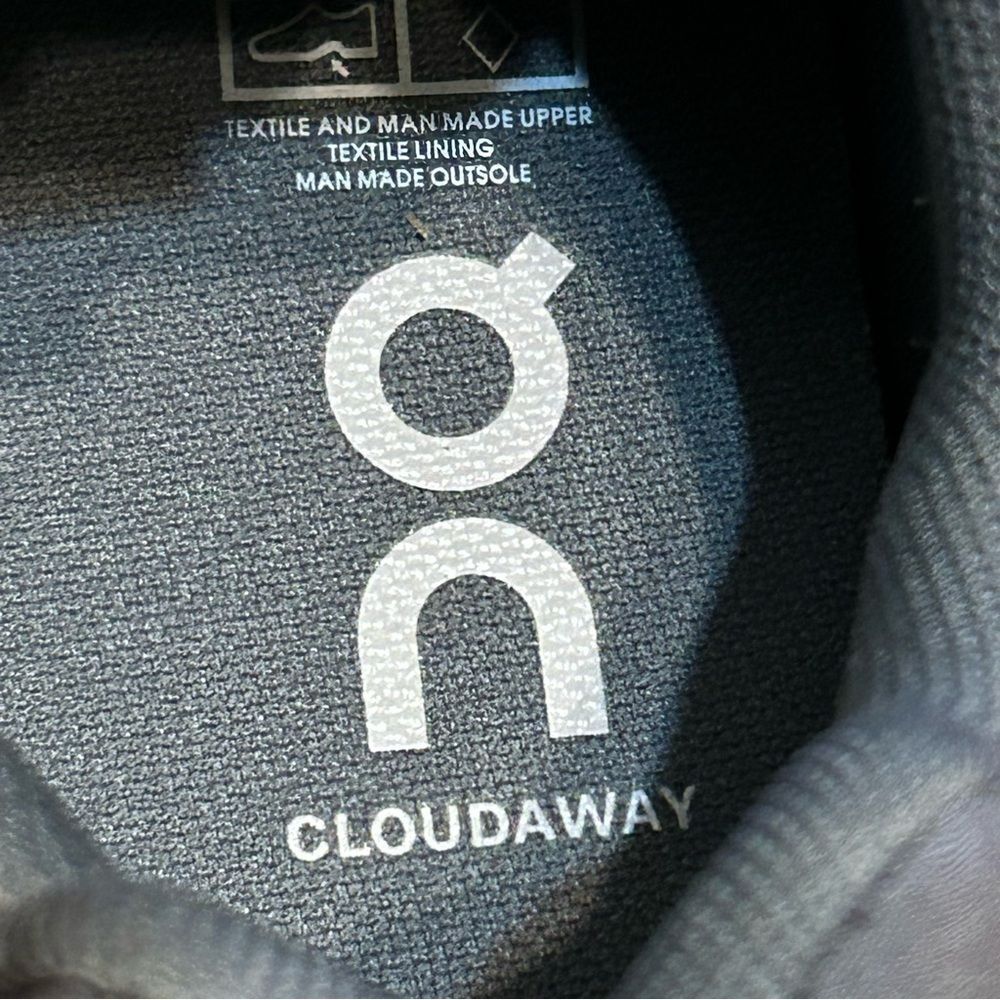 TEXTILE AND MAN MADE UPPER
TEXTILE LINING
MAN MADE OUTSOLE
On
CLOUDAWAY